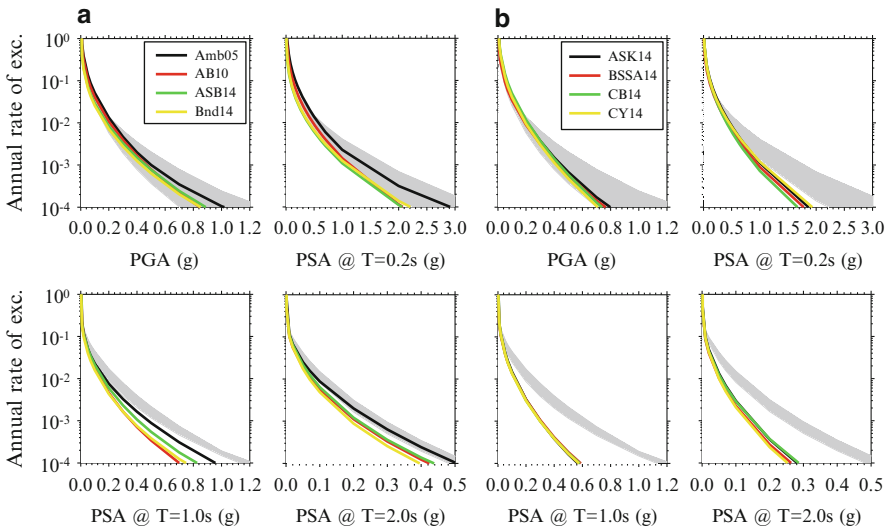 a
b
Annual rate of exc.
10⁰
10⁻¹
10⁻²
10⁻³
10⁻⁴
Amb05
AB10
ASB14
Bnd14
ASK14
BSSA14
CB14
CY14
0.0 0.2 0.4 0.6 0.8 1.0 1.2
PGA (g)
0.0 0.5 1.0 1.5 2.0 2.5 3.0
PSA @ T=0.2s (g)
0.0 0.2 0.4 0.6 0.8 1.0 1.2
PGA (g)
0.0 0.5 1.0 1.5 2.0 2.5 3.0
PSA @ T=0.2s (g)
Annual rate of exc.
10⁰
10⁻¹
10⁻²
10⁻³
10⁻⁴
0.0 0.2 0.4 0.6 0.8 1.0 1.2
PSA @ T=1.0s (g)
0.0 0.1 0.2 0.3 0.4 0.5
PSA @ T=2.0s (g)
0.0 0.2 0.4 0.6 0.8 1.0 1.2
PSA @ T=1.0s (g)
0.0 0.1 0.2 0.3 0.4 0.5
PSA @ T=2.0s (g)